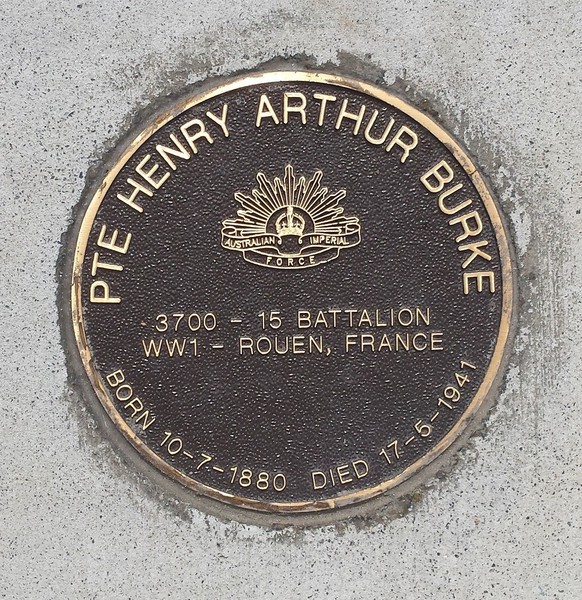 PTE HENRY ARTHUR BURKE
AUSTRALIAN IMPERIAL
FORCE
3700 - 15 BATTALION
WW1 - ROUEN, FRANCE
BORN 10-7-1880 DIED 17-5-1941